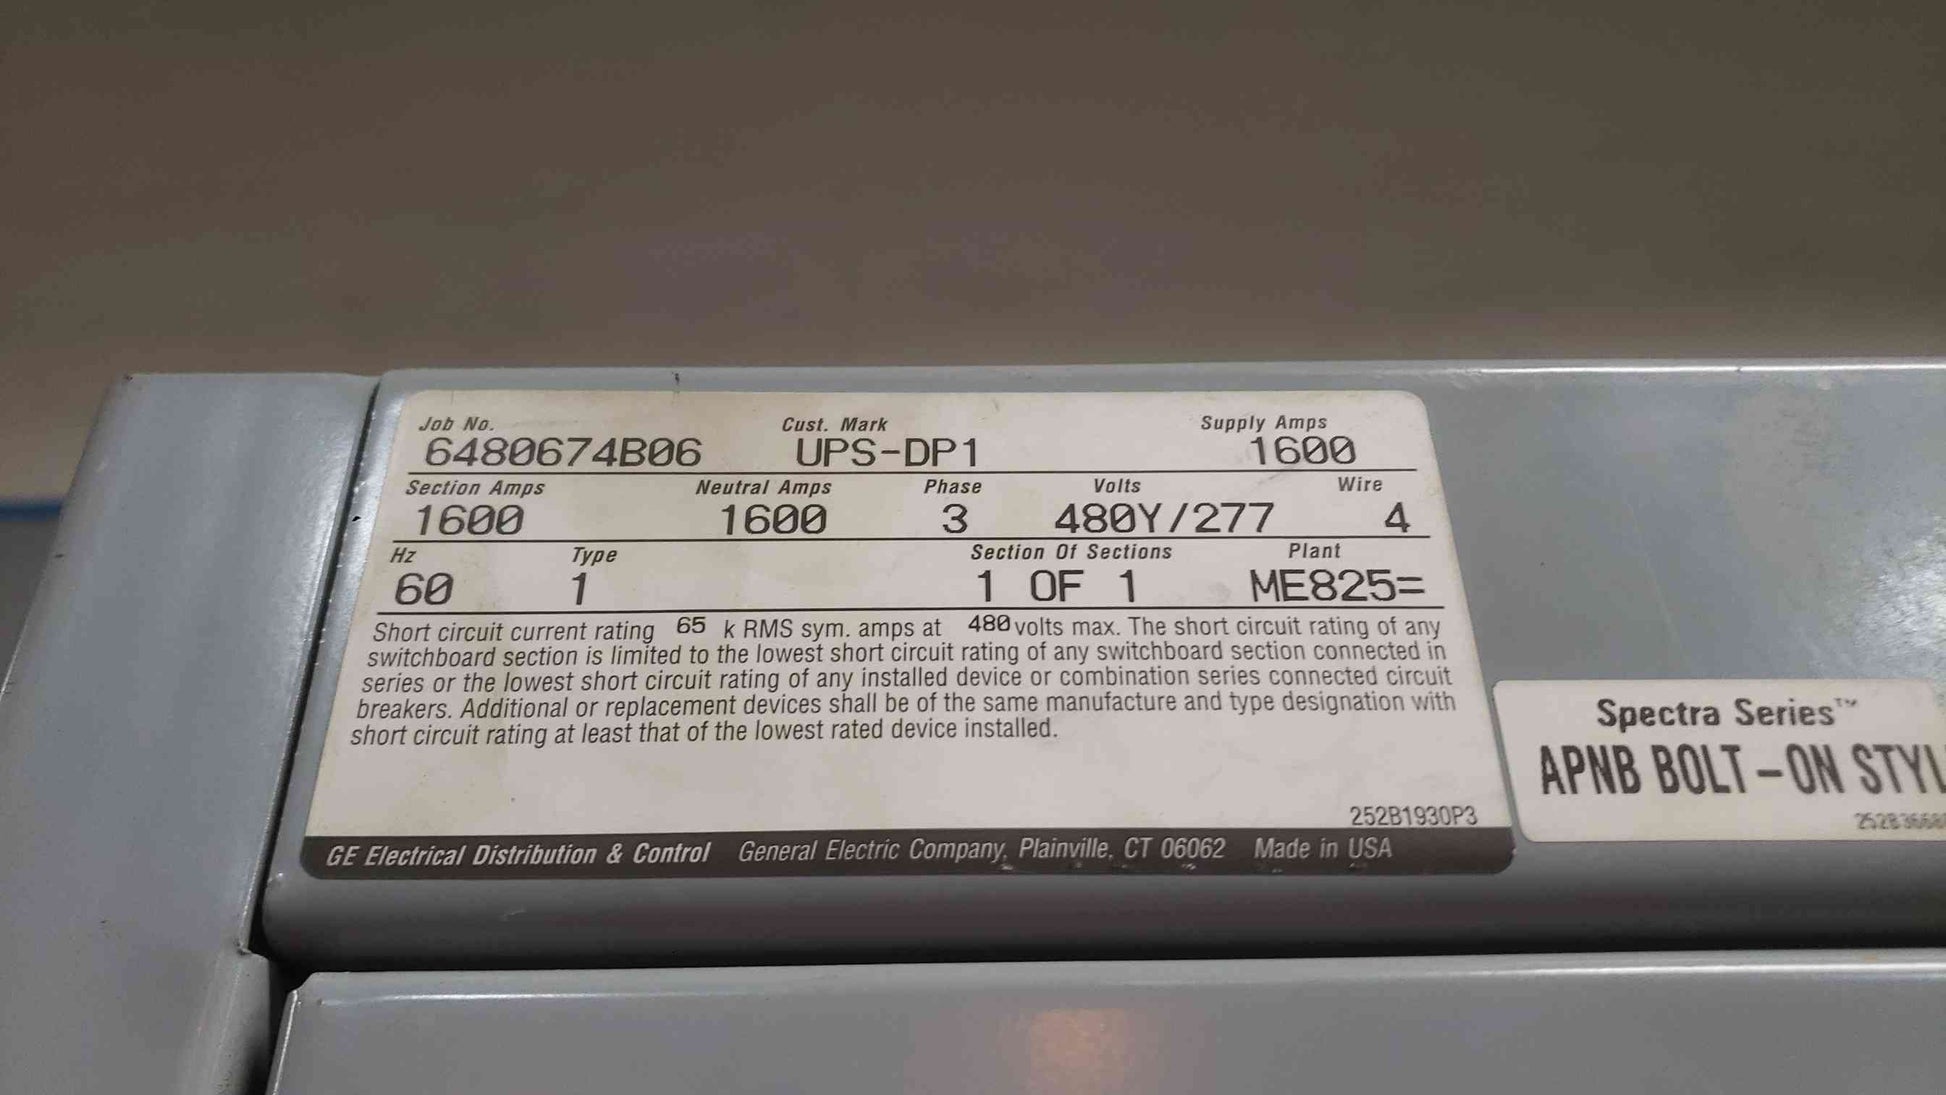 Job No. Cust. Mark Supply Amps
6480674B06 UPS-DP1 1600
Section Amps Neutral Amps Phase Volts Wire
1600 1600 3 480Y/277 4
Hz Type Section Of Sections Plant
60 1 1 OF 1 ME825=
Short circuit current rating 65 k RMS sym. amps at 480 volts max. The short circuit rating of any
switchboard section is limited to the lowest short circuit rating of any switchboard section connected in
series or the lowest short circuit rating of any installed device or combination series connected circuit
breakers. Additional or replacement devices shall be of the same manufacture and type designation with
short circuit rating at least that of the lowest rated device installed.
252B1930P3
GE Electrical Distribution & Control General Electric Company, Plainville, CT 06062 Made in USA
Spectra Series™
APNB BOLT-ON